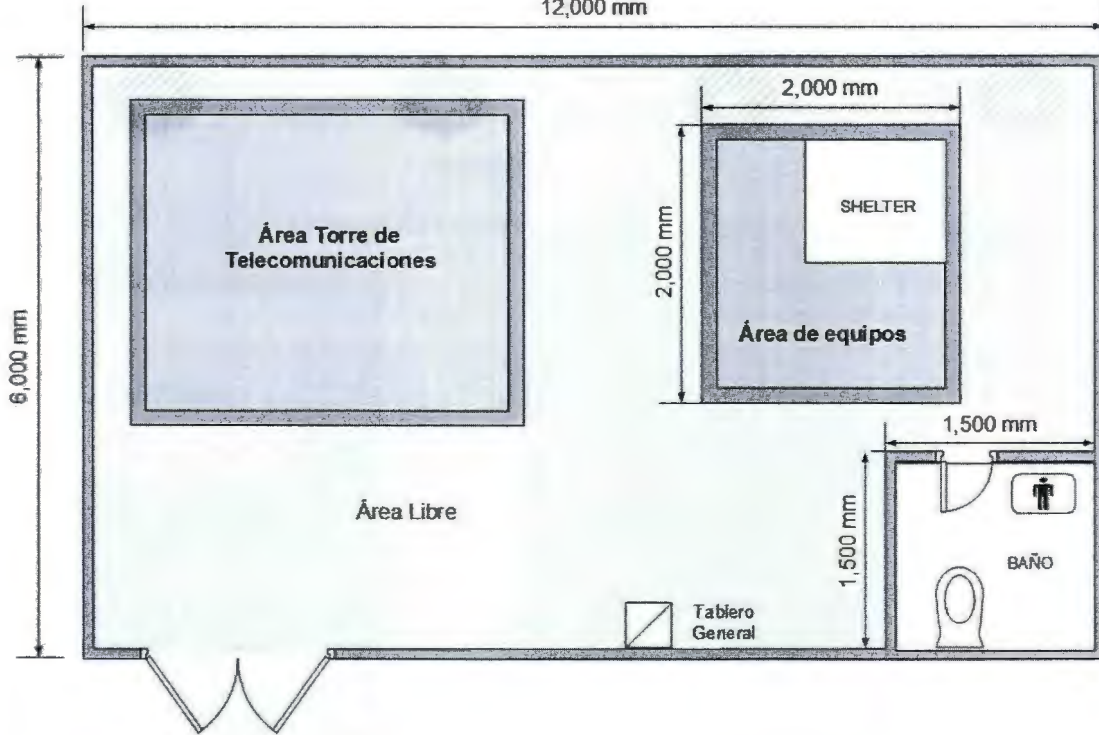 12,000 mm
2,000 mm
SHELTER
Área Torre de
Telecomunicaciones
2,000 mm
Área de equipos
6,000 mm
1,500 mm
Área Libre
1,500 mm
BAÑO
Tablero
General